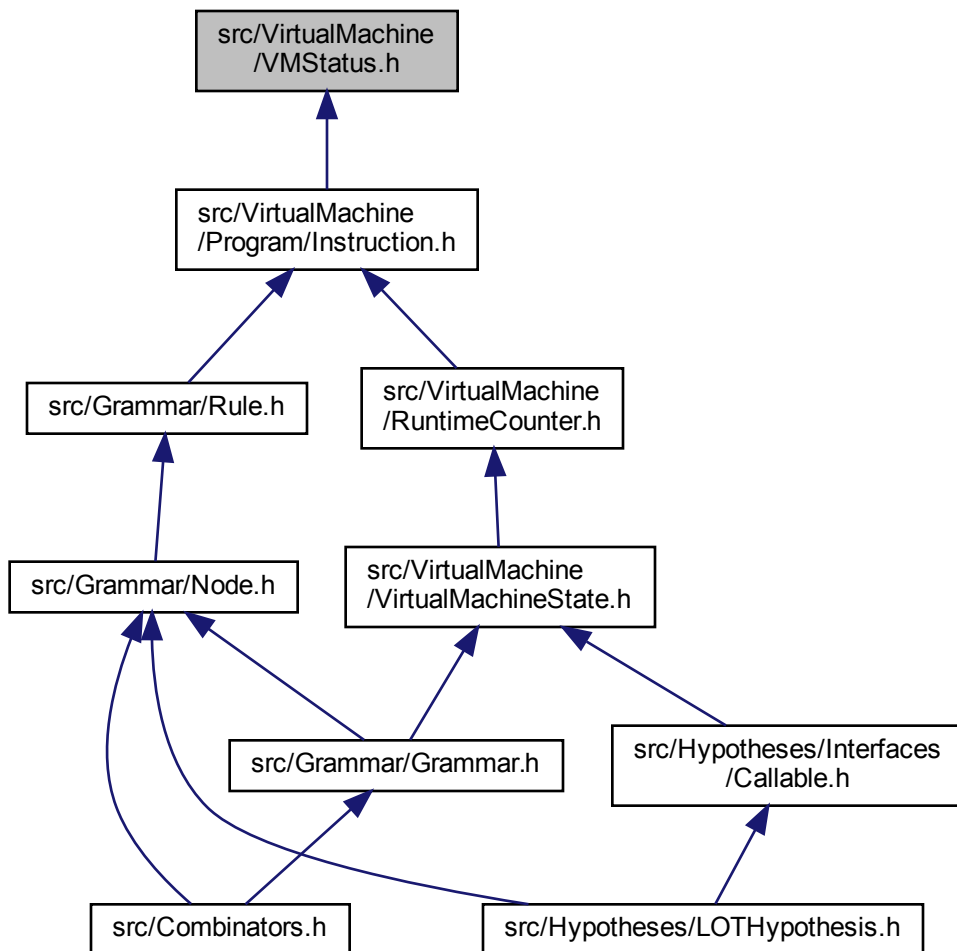 src/VirtualMachine
/VMStatus.h
src/VirtualMachine
/Program/Instruction.h
src/Grammar/Rule.h
src/VirtualMachine
/RuntimeCounter.h
src/Grammar/Node.h
src/VirtualMachine
/VirtualMachineState.h
src/Grammar/Grammar.h
src/Hypotheses/Interfaces
/Callable.h
src/Combinators.h
src/Hypotheses/LOTHypothesis.h